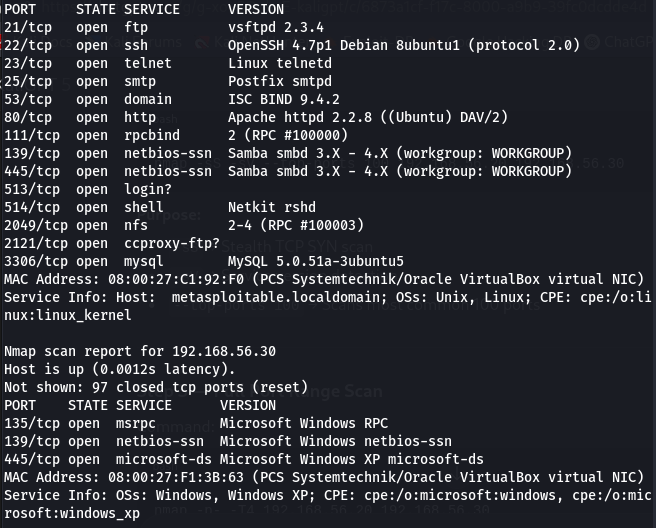 PORT STATE SERVICE VERSION
21/tcp open ftp vsftpd 2.3.4
22/tcp open ssh OpenSSH 4.7p1 Debian 8ubuntu1 (protocol 2.0)
23/tcp open telnet Linux telnetd
25/tcp open smtp Postfix smtpd
53/tcp open domain ISC BIND 9.4.2
80/tcp open http Apache httpd 2.2.8 ((Ubuntu) DAV/2)
111/tcp open rpcbind 2 (RPC #100000)
139/tcp open netbios-ssn Samba smbd 3.X - 4.X (workgroup: WORKGROUP)
445/tcp open netbios-ssn Samba smbd 3.X - 4.X (workgroup: WORKGROUP)
513/tcp open login?
514/tcp open shell Netkit rshd
2049/tcp open nfs 2-4 (RPC #100003)
2121/tcp open ccproxy-ftp?
3306/tcp open mysql MySQL 5.0.51a-3ubuntu5
MAC Address: 08:00:27:C1:92:F0 (PCS Systemtechnik/Oracle VirtualBox virtual NIC)
Service Info: Host:  metasploitable.localdomain; OSs: Unix, Linux; CPE: cpe:/o:li
nux:linux_kernel

Nmap scan report for 192.168.56.30
Host is up (0.0012s latency).
Not shown: 97 closed tcp ports (reset)
PORT STATE SERVICE VERSION
135/tcp open msrpc Microsoft Windows RPC
139/tcp open netbios-ssn Microsoft Windows netbios-ssn
445/tcp open microsoft-ds Microsoft Windows XP microsoft-ds
MAC Address: 08:00:27:F1:3B:63 (PCS Systemtechnik/Oracle VirtualBox virtual NIC)
Service Info: OSs: Windows, Windows XP; CPE: cpe:/o:microsoft:windows, cpe:/o:mic
rosoft:windows_xp